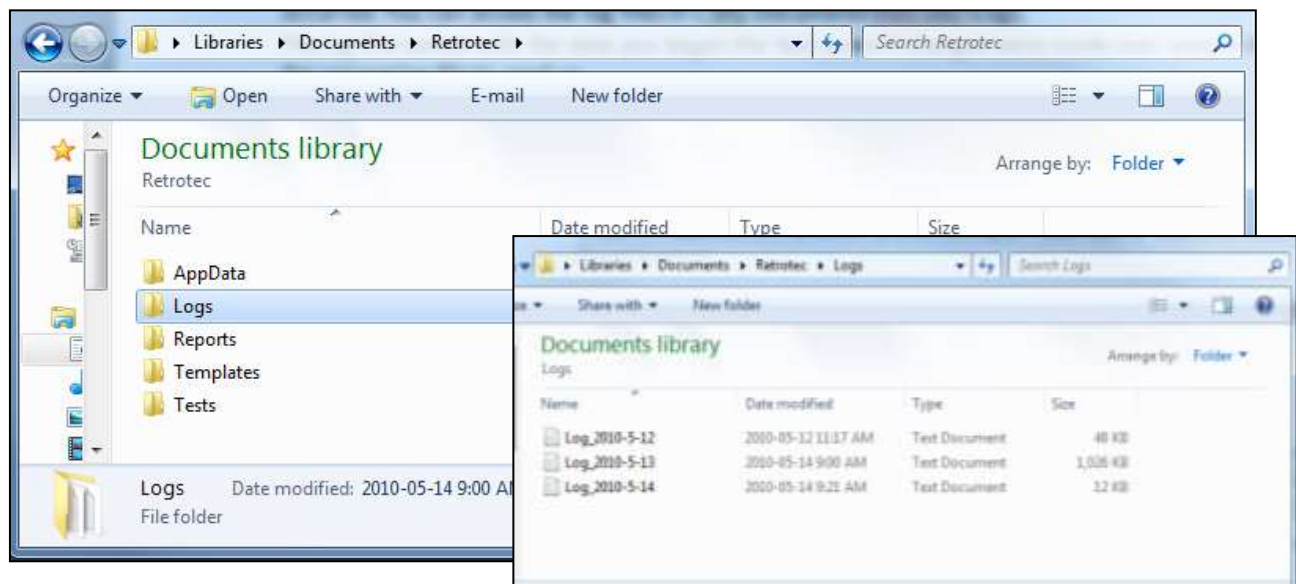 Libraries ▸ Documents ▸ Retrotec ▸
Search Retrotec
Organize Open Share with E-mail New folder
Documents library
Retrotec
Arrange by: Folder
Name Date modified Type Size
AppData
Logs
Reports
Templates
Tests
Logs Date modified: 2010-05-14 9:00 AM
File folder
Libraries ▸ Documents ▸ Retrotec ▸ Logs
Search Logs
Share with New folder
Documents library
Logs
Arrange by: Folder
Name Date modified Type Size
Log_2010-5-12 2010-05-12 11:17 AM Text Document 48 KB
Log_2010-5-13 2010-05-14 9:00 AM Text Document 1,026 KB
Log_2010-5-14 2010-05-14 9:21 AM Text Document 12 KB